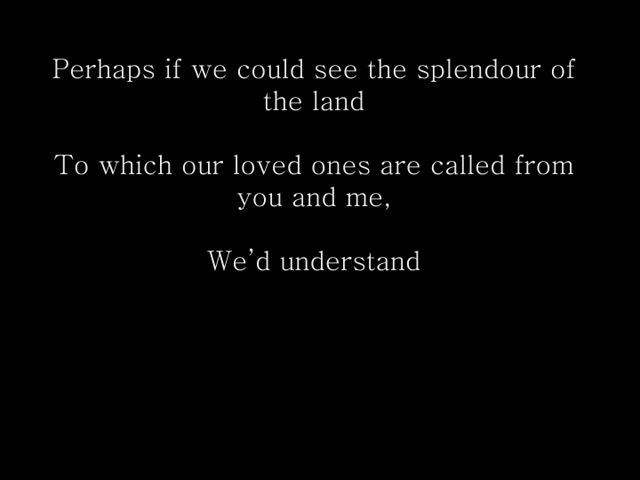 Perhaps if we could see the splendour of
the land
To which our loved ones are called from
you and me,
We'd understand